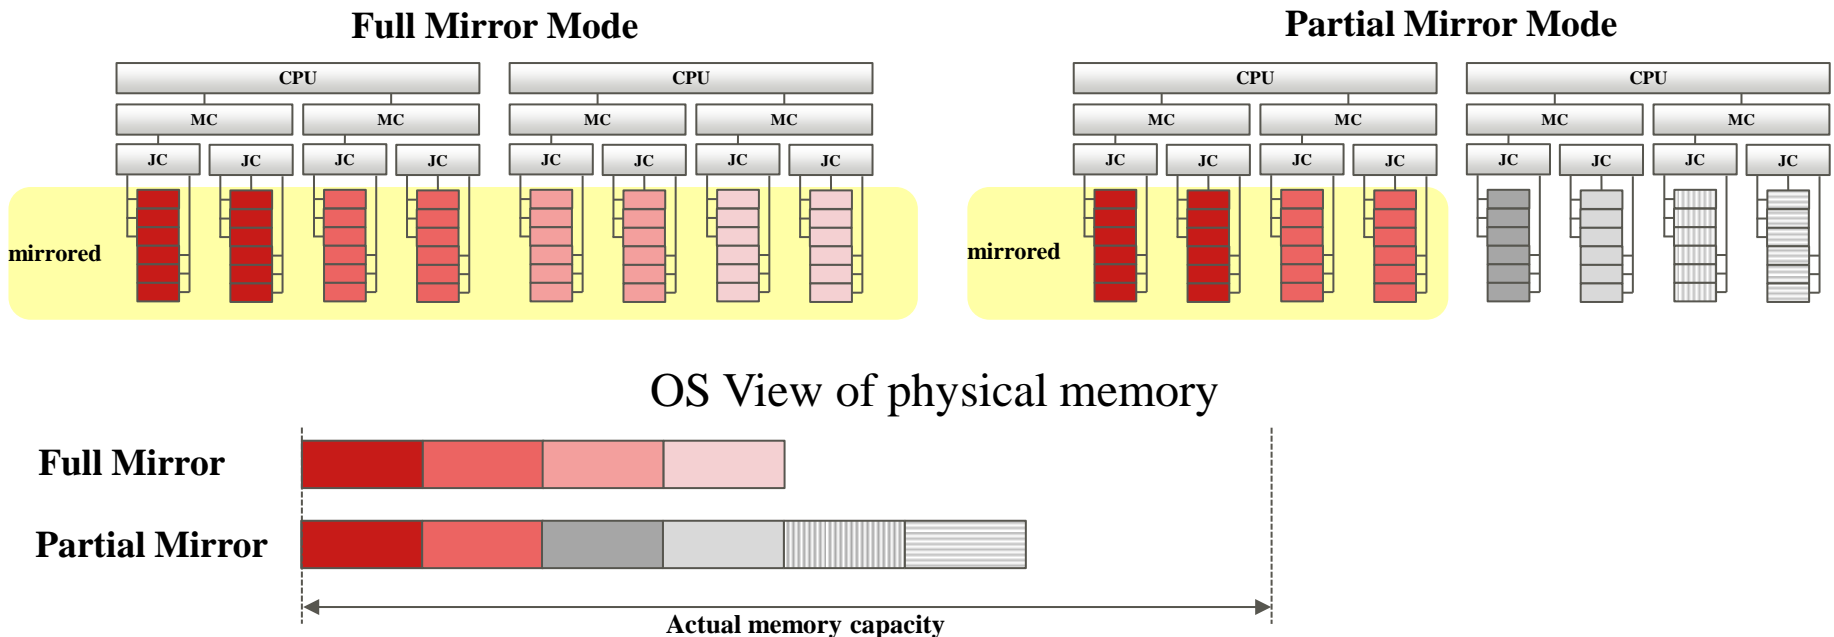 Full Mirror Mode
Partial Mirror Mode
CPU CPU CPU CPU
MC MC MC MC MC MC MC MC
JC JC JC JC JC JC JC JC JC JC JC JC JC JC JC JC
mirrored mirrored
OS View of physical memory
Full Mirror
Partial Mirror
Actual memory capacity